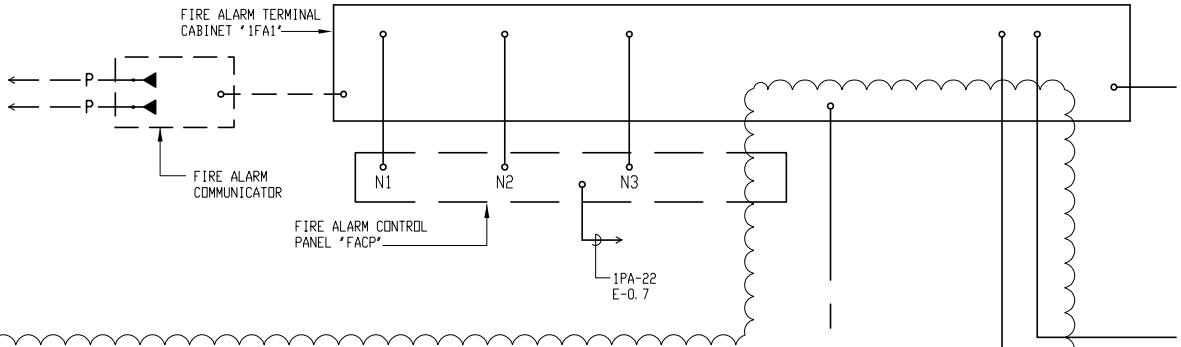 FIRE ALARM TERMINAL
CABINET "1FA1"
P
P
FIRE ALARM
COMMUNICATOR
N1
N2
N3
FIRE ALARM CONTROL
PANEL "FACP"
1PA-22
E-0.7